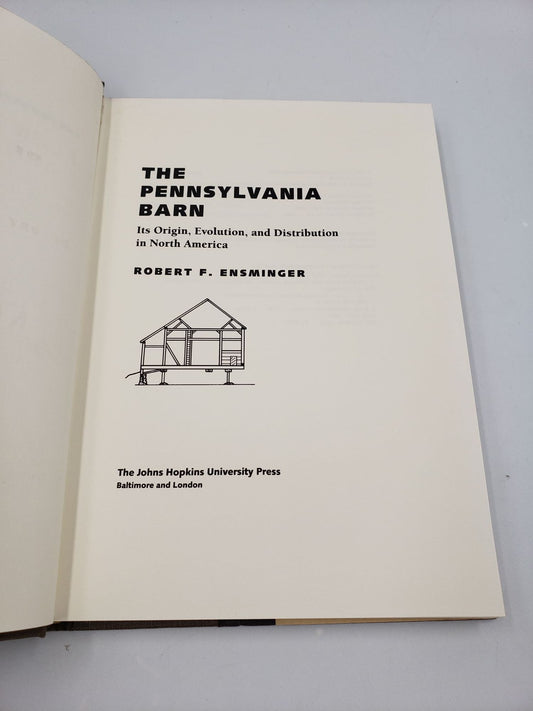 THE
PENNSYLVANIA
BARN
Its Origin, Evolution, and Distribution
in North America
ROBERT F. ENSMINGER
The Johns Hopkins University Press
Baltimore and London